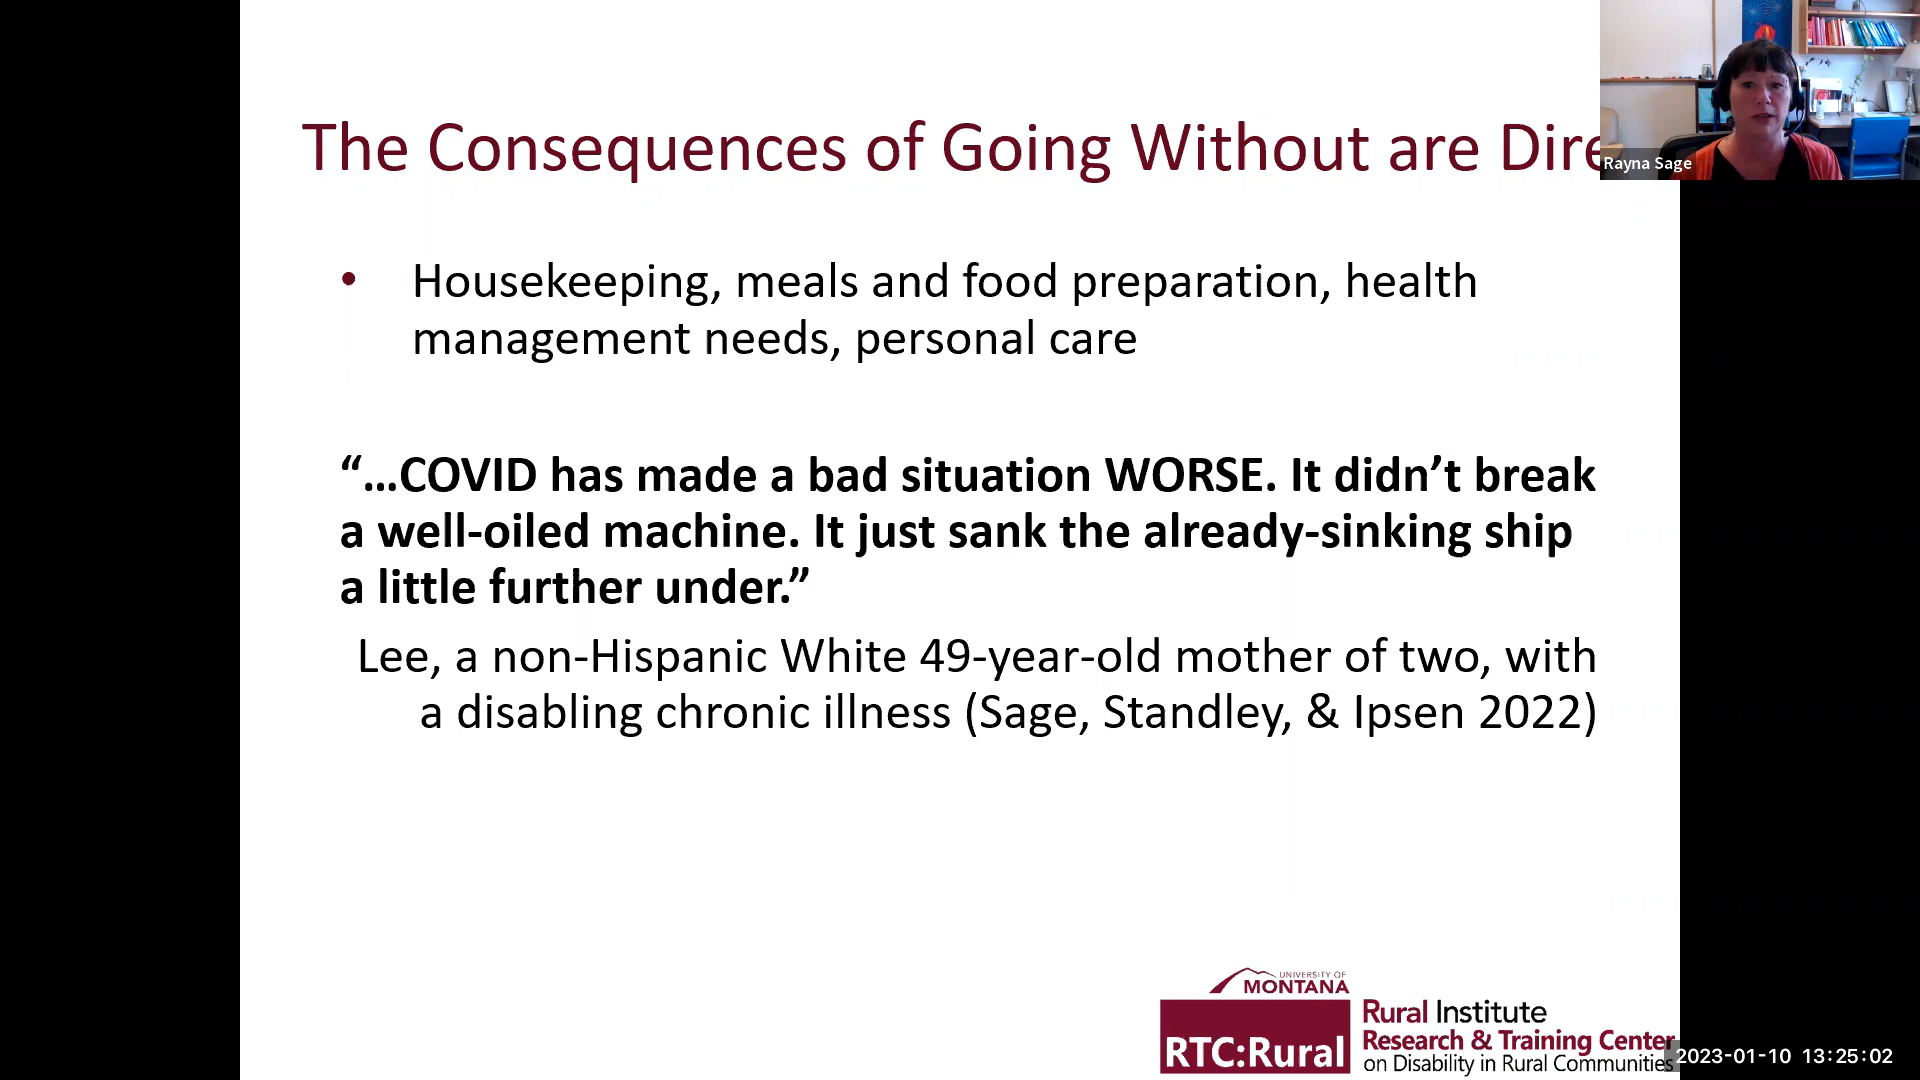 The Consequences of Going Without are Dire
Rayna Sage
• Housekeeping, meals and food preparation, health
management needs, personal care
“…COVID has made a bad situation WORSE. It didn’t break
a well-oiled machine. It just sank the already-sinking ship
a little further under.”
Lee, a non-Hispanic White 49-year-old mother of two, with
a disabling chronic illness (Sage, Standley, & Ipsen 2022)
UNIVERSITY OF
MONTANA
RTC:Rural
Rural Institute
Research & Training Center
on Disability in Rural Communities
2023-01-10 13:25:02